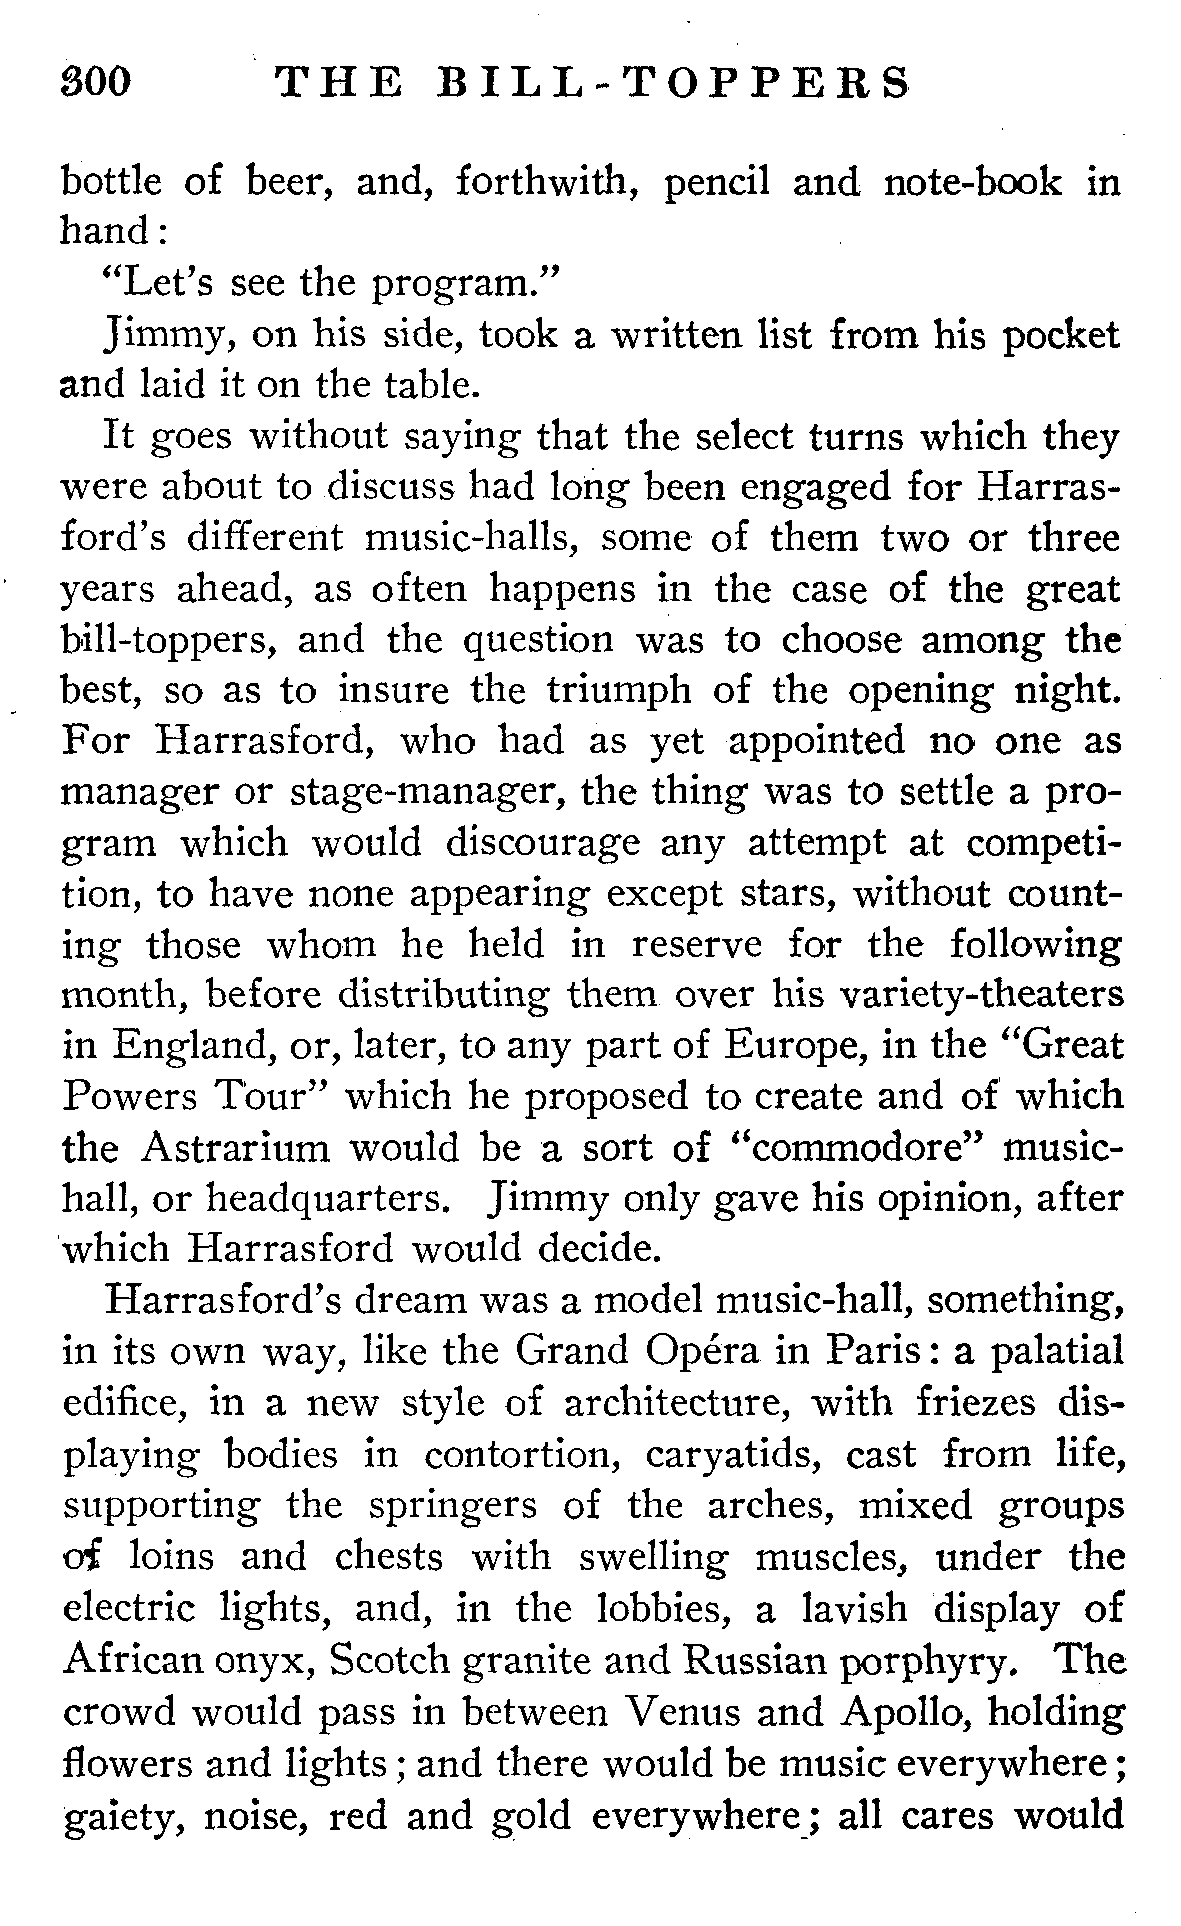 300 THE BILL-TOPPERS
bottle of beer, and, forthwith, pencil and note-book in
hand:
"Let's see the program."
Jimmy, on his side, took a written list from his pocket
and laid it on the table.
It goes without saying that the select turns which they
were about to discuss had long been engaged for Harras-
ford's different music-halls, some of them two or three
years ahead, as often happens in the case of the great
bill-toppers, and the question was to choose among the
best, so as to insure the triumph of the opening night.
For Harrasford, who had as yet appointed no one as
manager or stage-manager, the thing was to settle a pro-
gram which would discourage any attempt at competi-
tion, to have none appearing except stars, without count-
ing those whom he held in reserve for the following
month, before distributing them over his variety-theaters
in England, or, later, to any part of Europe, in the "Great
Powers Tour" which he proposed to create and of which
the Astrarium would be a sort of "commodore" music-
hall, or headquarters. Jimmy only gave his opinion, after
which Harrasford would decide.
Harrasford's dream was a model music-hall, something,
in its own way, like the Grand Opéra in Paris: a palatial
edifice, in a new style of architecture, with friezes dis-
playing bodies in contortion, caryatids, cast from life,
supporting the springers of the arches, mixed groups
of loins and chests with swelling muscles, under the
electric lights, and, in the lobbies, a lavish display of
African onyx, Scotch granite and Russian porphyry. The
crowd would pass in between Venus and Apollo, holding
flowers and lights; and there would be music everywhere;
gaiety, noise, red and gold everywhere; all cares would